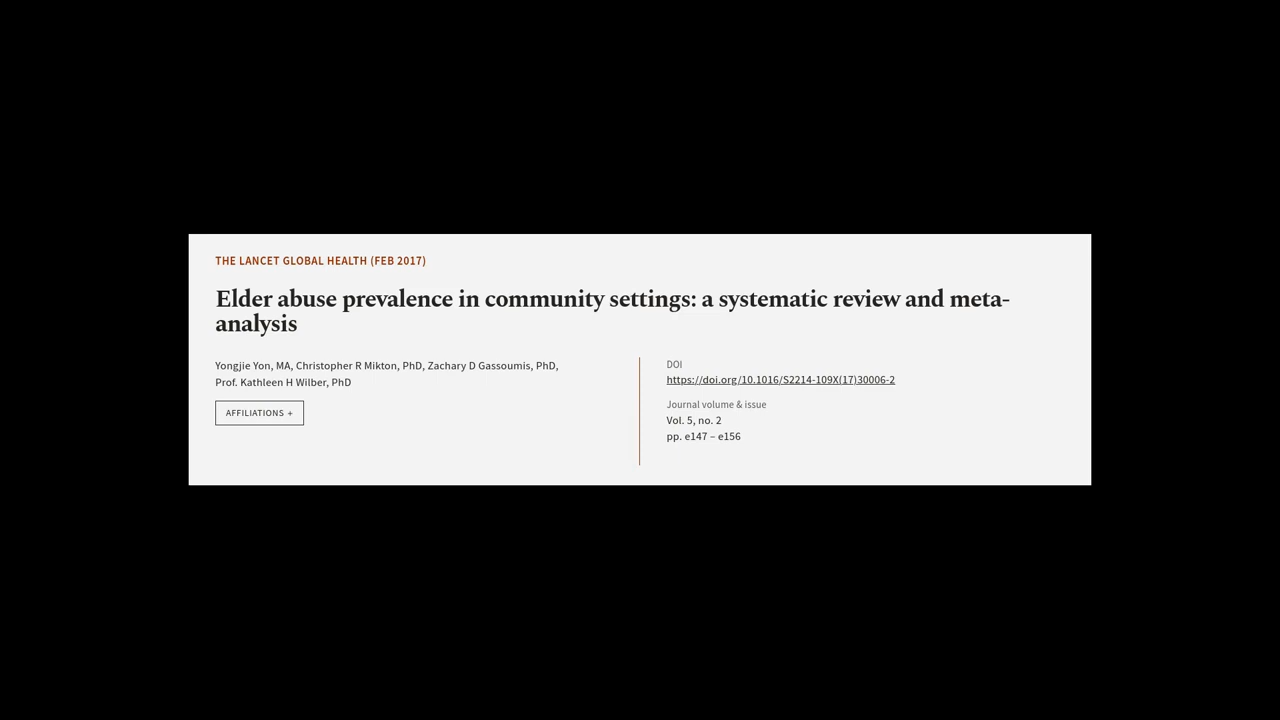 THE LANCET GLOBAL HEALTH (FEB 2017)
Elder abuse prevalence in community settings: a systematic review and meta-
analysis
Yongjie Yon, MA, Christopher R Mikton, PhD, Zachary D Gassoumis, PhD,
Prof. Kathleen H Wilber, PhD
AFFILIATIONS +
DOI
https://doi.org/10.1016/S2214-109X(17)30006-2
Journal volume & issue
Vol. 5, no. 2
pp. e147 – e156